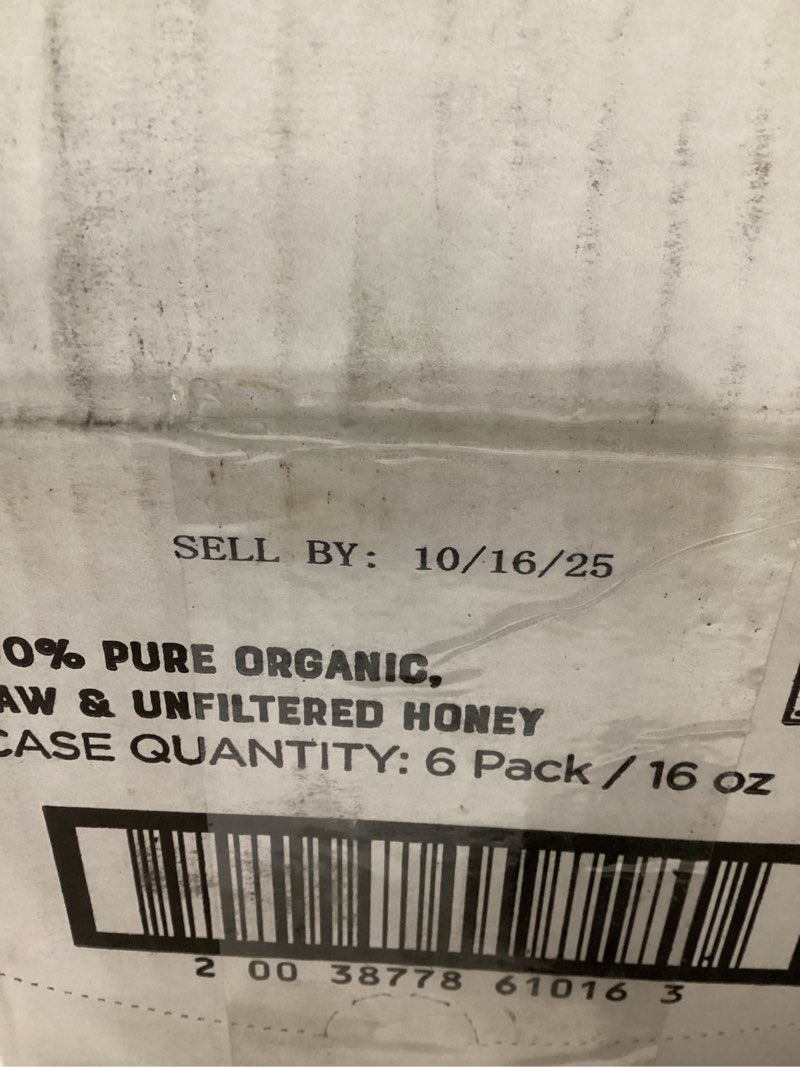 SELL BY: 10/16/25
0% PURE ORGANIC,
AW & UNFILTERED HONEY
CASE QUANTITY: 6 Pack / 16 oz
2 00 38778 61016 3